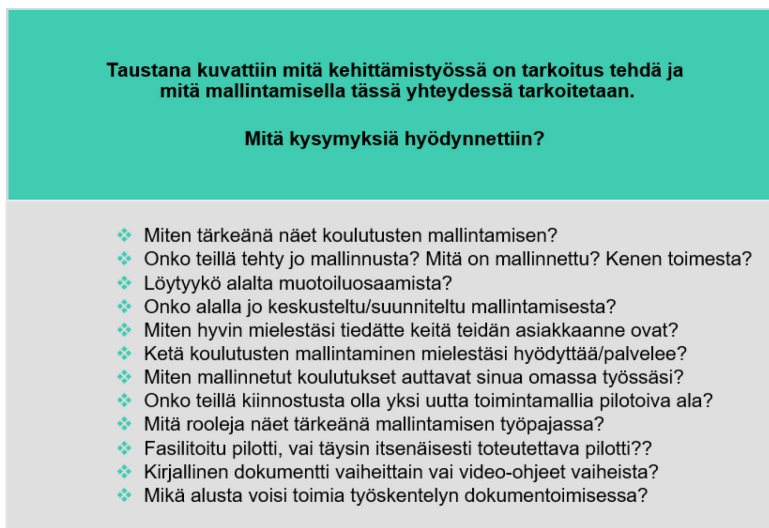 Taustana kuvattiin mitä kehittämistyössä on tarkoitus tehdä ja
mitä mallintamisella tässä yhteydessä tarkoitetaan.
Mitä kysymyksiä hyödynnettiin?
❖ Miten tärkeänä näet koulutusten mallintamisen?
❖ Onko teillä tehty jo mallinnusta? Mitä on mallinnettu? Kenen toimesta?
❖ Löytyykö alalta muotoiluosaamista?
❖ Onko alalla jo keskusteltu/suunniteltu mallintamisesta?
❖ Miten hyvin mielestäsi tiedätte keitä teidän asiakkaanne ovat?
❖ Ketä koulutusten mallintaminen mielestäsi hyödyttää/palvelee?
❖ Miten mallinnetut koulutukset auttavat sinua omassa työssäsi?
❖ Onko teillä kiinnostusta olla yksi uutta toimintamallia pilotoiva ala?
❖ Mitä rooleja näet tärkeänä mallintamisen työpajassa?
❖ Fasilitoitu pilotti, vai täysin itsenäisesti toteutettava pilotti??
❖ Kirjallinen dokumentti vaiheittain vai video-ohjeet vaiheista?
❖ Mikä alusta voisi toimia työskentelyn dokumentoimisessa?